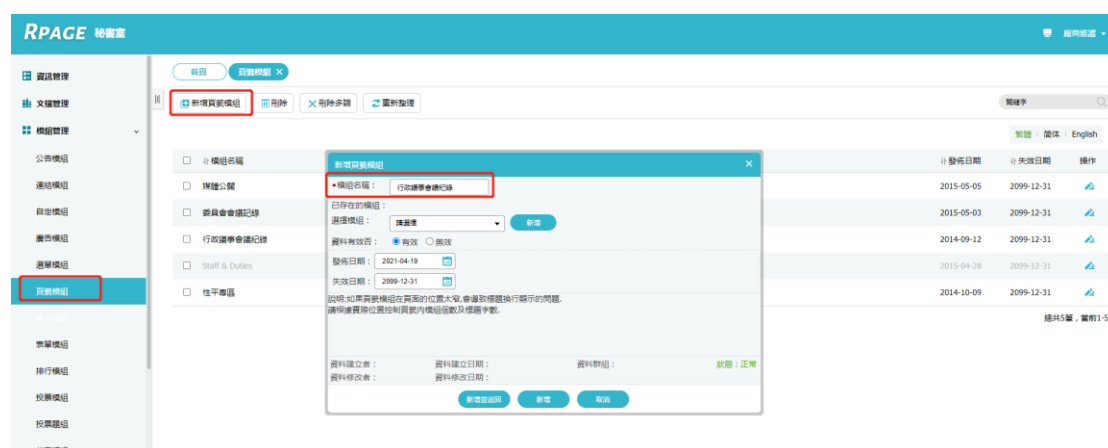 RPAGE 秘書室
資訊管理
首頁
頁籤模組 ×
文檔管理
新增頁籤模組
刪除
刪除多語
重新整理
關鍵字
模組管理
繁體 | 簡体 | English
公告模組
模組名稱
發佈日期
失效日期
操作
連結模組
媒體公關
2015-05-05
2099-12-31
自定模組
委員會會議記錄
2015-05-03
2099-12-31
廣告模組
行政議事會議紀錄
2014-09-12
2099-12-31
選單模組
Staff & Duties
2015-04-28
2099-12-31
頁籤模組
性平專區
2014-10-09
2099-12-31
總共5筆，當前1-5
表單模組
排行模組
投票模組
投票題組
新增頁籤模組
•模組名稱：
行政議事會議紀錄
已存在的模組：
選擇模組：
請選擇
新增
資料有效否：
有效
無效
發佈日期：
2021-04-19
失效日期：
2099-12-31
說明:如果頁籤模組在頁面的位置太窄,會導致標題換行顯示的問題.
請根據實際位置控制頁籤內模組個數及標題字數.
資料建立者：
資料建立日期：
資料群組：
狀態：正常
資料修改者：
資料修改日期：
新增並返回
新增
取消